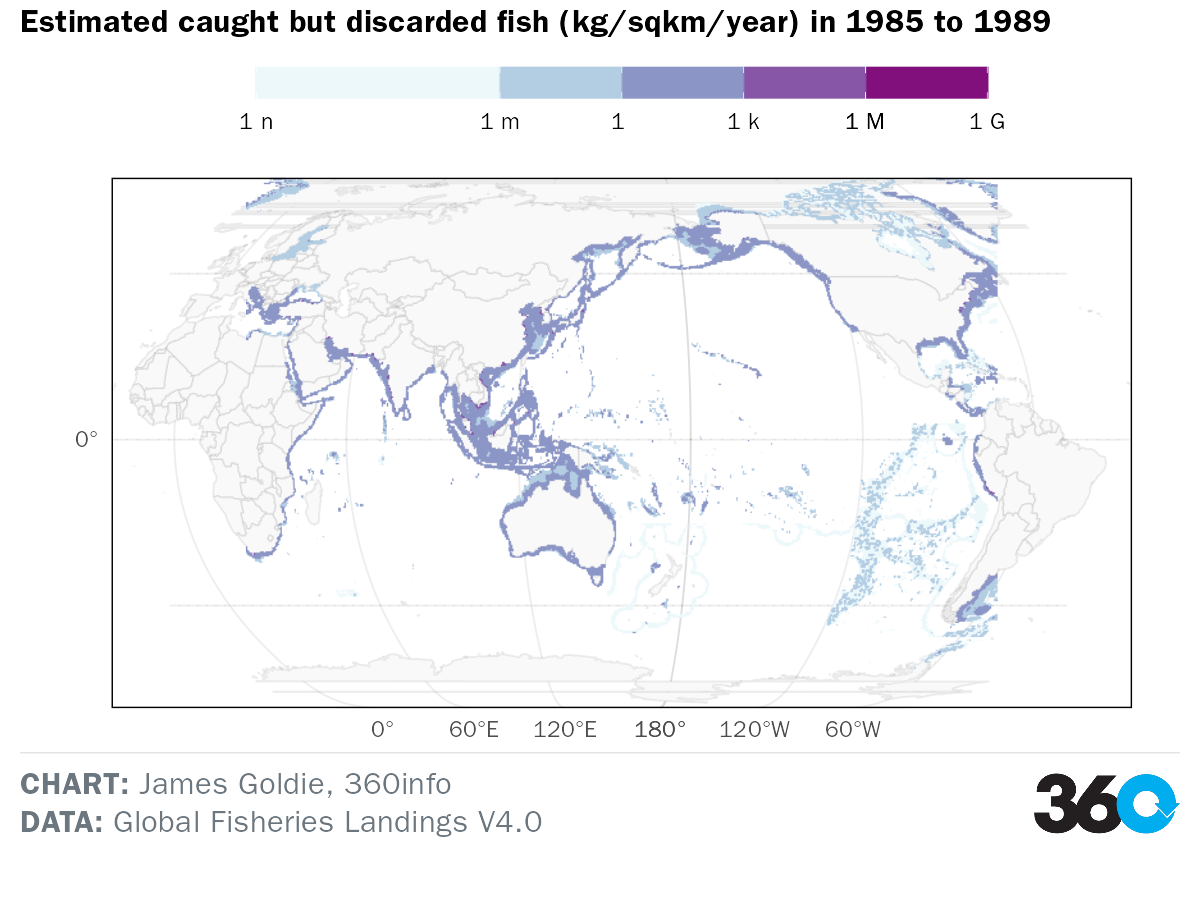 Estimated caught but discarded fish (kg/sqkm/year) in 1985 to 1989
1 n 1 m 1 1 k 1 M 1 G
0°
0° 60°E 120°E 180° 120°W 60°W
CHART: James Goldie, 360info
DATA: Global Fisheries Landings V4.0
360